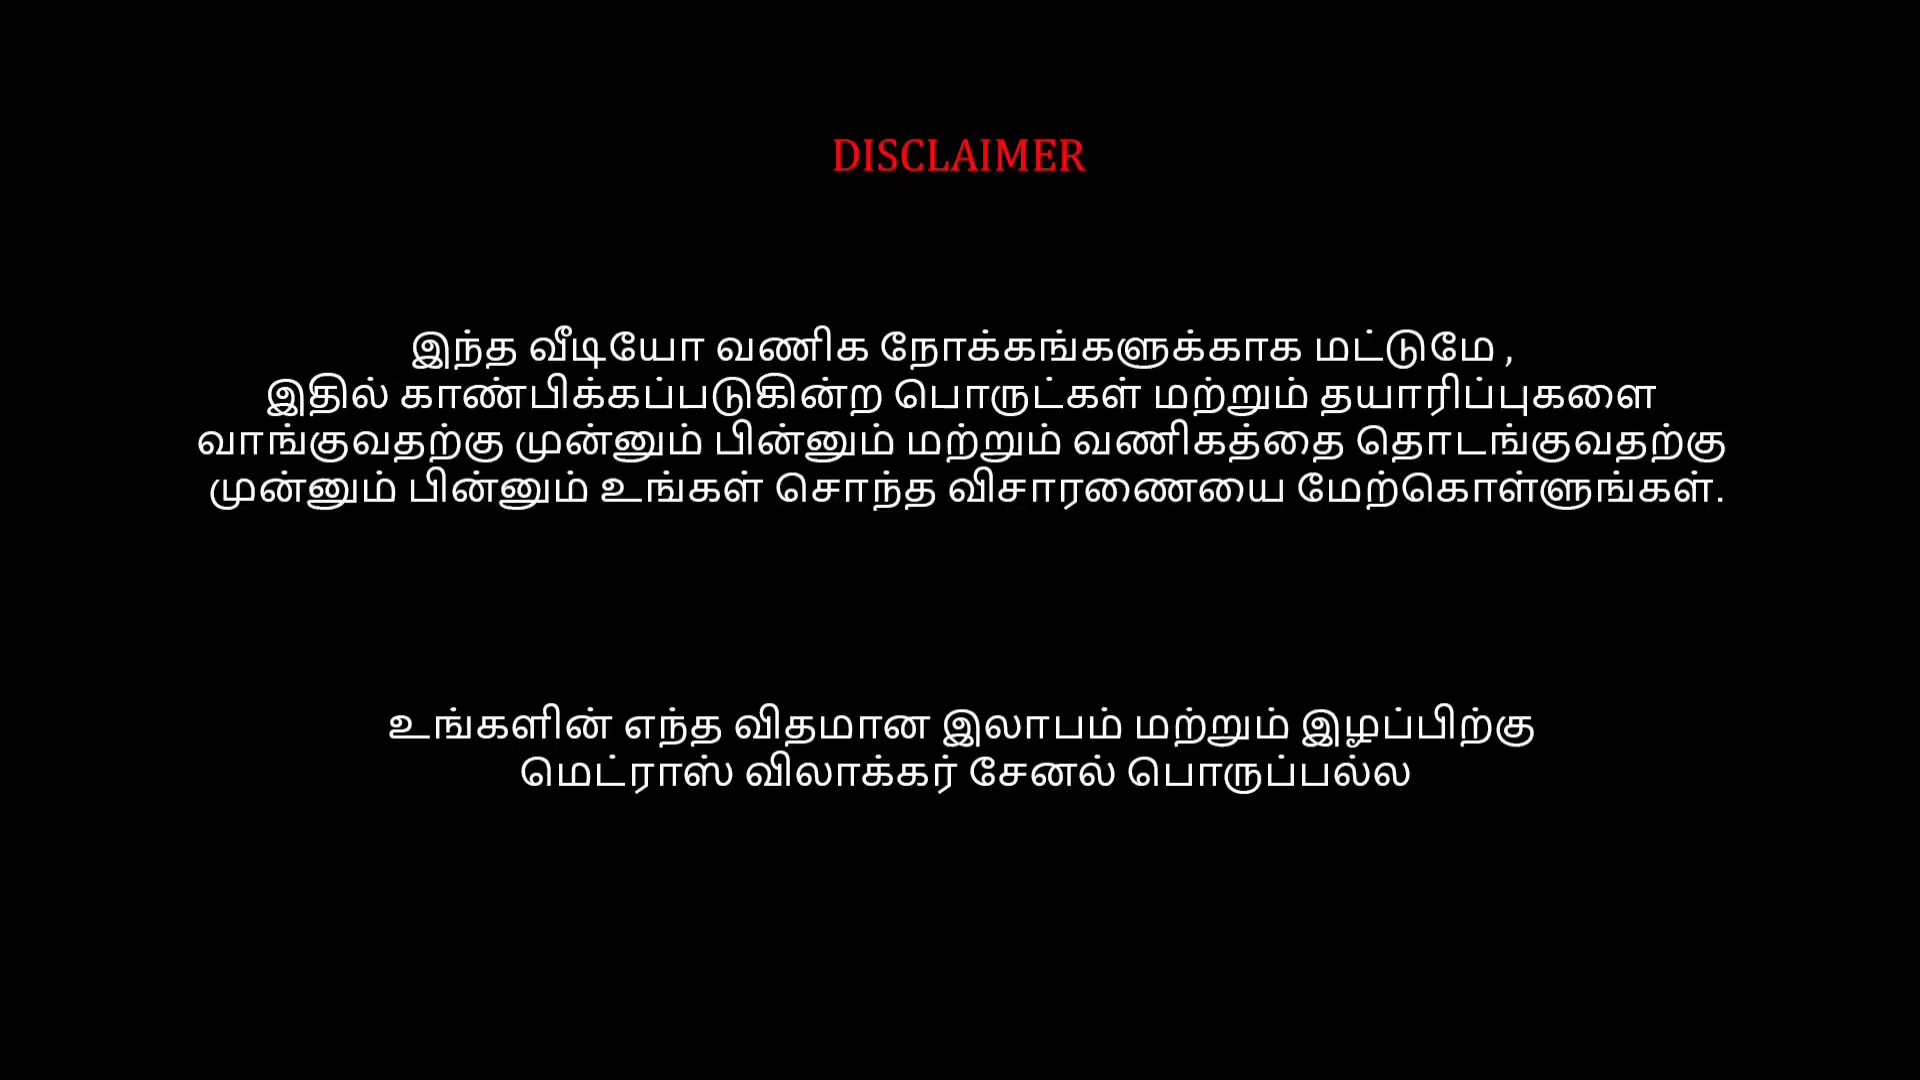 DISCLAIMER
இந்த வீடியோ வணிக நோக்கங்களுக்காக மட்டுமே ,
இதில் காண்பிக்கப்படுகின்ற பொருட்கள் மற்றும் தயாரிப்புகளை
வாங்குவதற்கு முன்னும் பின்னும் மற்றும் வணிகத்தை தொடங்குவதற்கு
முன்னும் பின்னும் உங்கள் சொந்த விசாரணையை மேற்கொள்ளுங்கள்.
உங்களின் எந்த விதமான இலாபம் மற்றும் இழப்பிற்கு
மெட்ராஸ் விலாக்கர் சேனல் பொருப்பல்ல